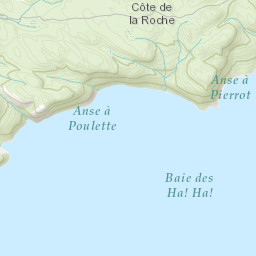 Côte de
la Roche
Anse à
Pierrot
Anse à
Poulette
Baie des
Ha! Ha!